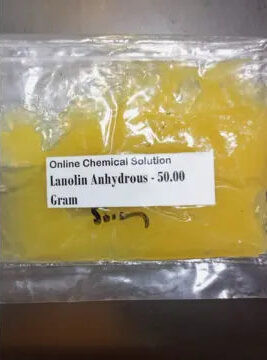 Online Chemical Solution
Lanolin Anhydrous - 50.00
Gram